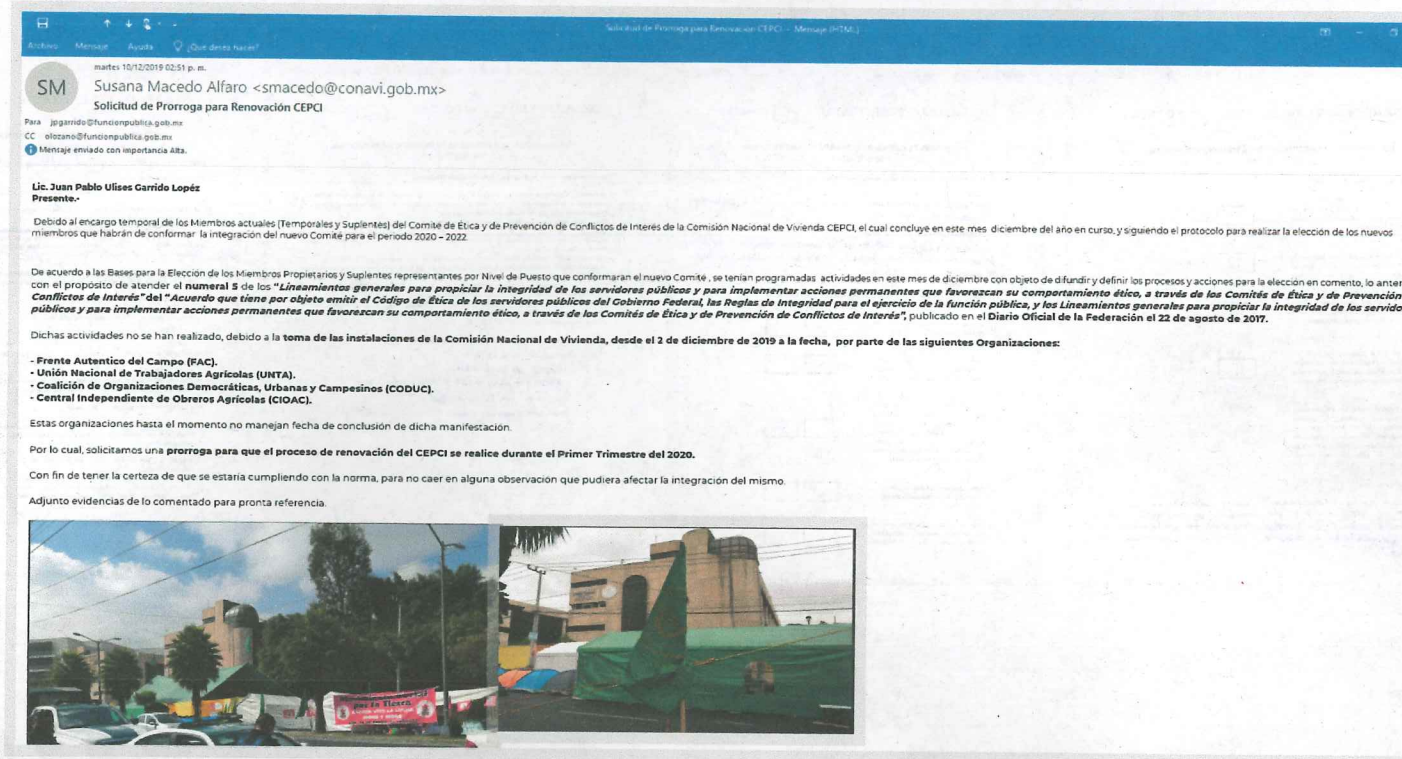 Solicitud de Prorroga para Renovación CEPCI - Mensaje (HTML)
Archivo Mensaje Ayuda ¿Qué desea hacer?
martes 10/12/2019 02:51 p. m.
SM
Susana Macedo Alfaro <smacedo@conavi.gob.mx>
Solicitud de Prorroga para Renovación CEPCI
Para jpgarrido@funcionpublica.gob.mx
CC olozano@funcionpublica.gob.mx
Mensaje enviado con importancia Alta.
Lic. Juan Pablo Ulises Garrido Lopéz
Presente.-
Debido al encargo temporal de los Miembros actuales (Temporales y Suplentes) del Comité de Ética y de Prevención de Conflictos de Interés de la Comisión Nacional de Vivienda CEPCI, el cual concluye en este mes diciembre del año en curso, y siguiendo el protocolo para realizar la elección de los nuevos
miembros que habrán de conformar la integración del nuevo Comité para el periodo 2020 – 2022.
De acuerdo a las Bases para la Elección de los Miembros Propietarios y Suplentes representantes por Nivel de Puesto que conformaran el nuevo Comité , se tenían programadas actividades en este mes de diciembre con objeto de difundir y definir los procesos y acciones para la elección en comento, lo anter
con el propósito de atender el numeral 5 de los "Lineamientos generales para propiciar la integridad de los servidores públicos y para implementar acciones permanentes que favorezcan su comportamiento ético, a través de los Comités de Ética y de Prevención
Conflictos de Interés" del "Acuerdo que tiene por objeto emitir el Código de Ética de los servidores públicos del Gobierno Federal, las Reglas de Integridad para el ejercicio de la función pública, y los Lineamientos generales para propiciar la integridad de los servido
públicos y para implementar acciones permanentes que favorezcan su comportamiento ético, a través de los Comités de Ética y de Prevención de Conflictos de Interés", publicado en el Diario Oficial de la Federación el 22 de agosto de 2017.
Dichas actividades no se han realizado, debido a la toma de las instalaciones de la Comisión Nacional de Vivienda, desde el 2 de diciembre de 2019 a la fecha, por parte de las siguientes Organizaciones:
- Frente Autentico del Campo (FAC).
- Unión Nacional de Trabajadores Agrícolas (UNTA).
- Coalición de Organizaciones Democráticas, Urbanas y Campesinos (CODUC).
- Central Independiente de Obreros Agrícolas (CIOAC).
Estas organizaciones hasta el momento no manejan fecha de conclusión de dicha manifestación.
Por lo cual, solicitamos una prorroga para que el proceso de renovación del CEPCI se realice durante el Primer Trimestre del 2020.
Con fin de tener la certeza de que se estaría cumpliendo con la norma, para no caer en alguna observación que pudiera afectar la integración del mismo.
Adjunto evidencias de lo comentado para pronta referencia.
por la Tierra